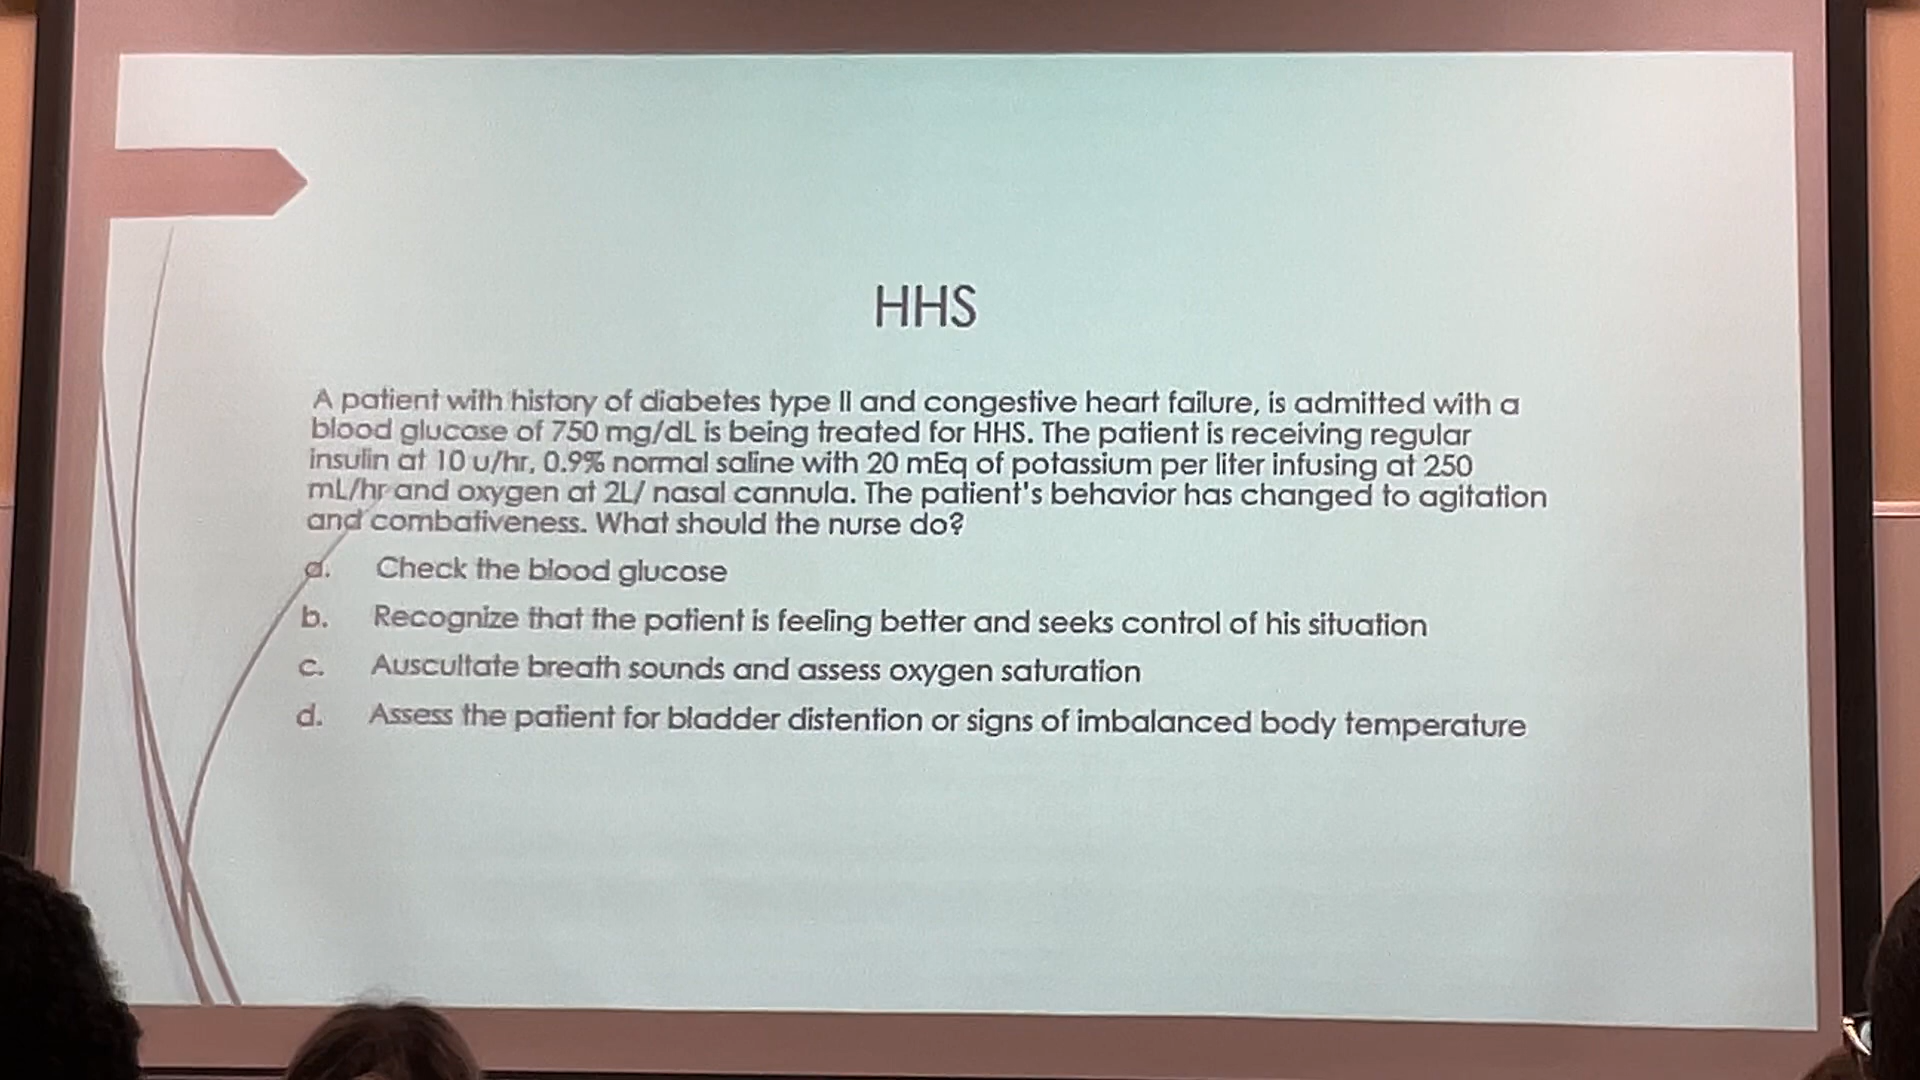 HHS
A patient with history of diabetes type II and congestive heart failure, is admitted with a
blood glucose of 750 mg/dL is being treated for HHS. The patient is receiving regular
insulin at 10 u/hr, 0.9% normal saline with 20 mEq of potassium per liter infusing at 250
mL/hr and oxygen at 2L/ nasal cannula. The patient's behavior has changed to agitation
and combativeness. What should the nurse do?
a. Check the blood glucose
b. Recognize that the patient is feeling better and seeks control of his situation
c. Auscultate breath sounds and assess oxygen saturation
d. Assess the patient for bladder distention or signs of imbalanced body temperature